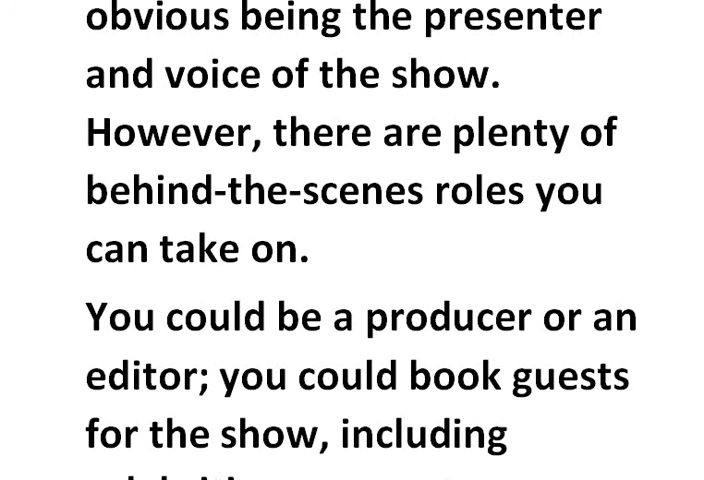 obvious being the presenter
and voice of the show.
However, there are plenty of
behind-the-scenes roles you
can take on.
You could be a producer or an
editor; you could book guests
for the show, including